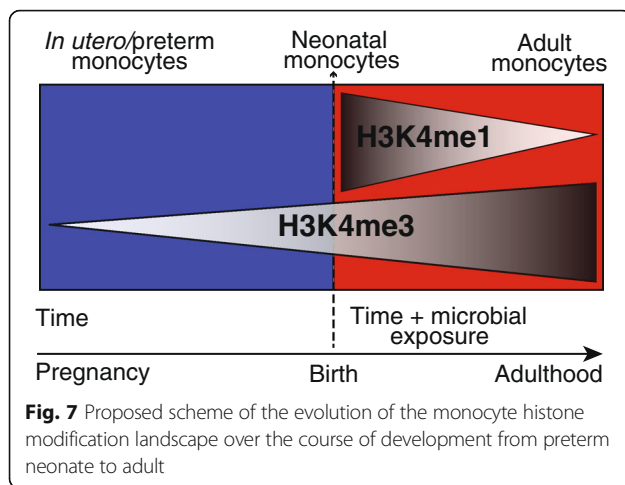 In utero/preterm monocytes
Neonatal monocytes
Adult monocytes
H3K4me1
H3K4me3
Time
Time + microbial exposure
Pregnancy
Birth
Adulthood
Fig. 7 Proposed scheme of the evolution of the monocyte histone
modification landscape over the course of development from preterm
neonate to adult